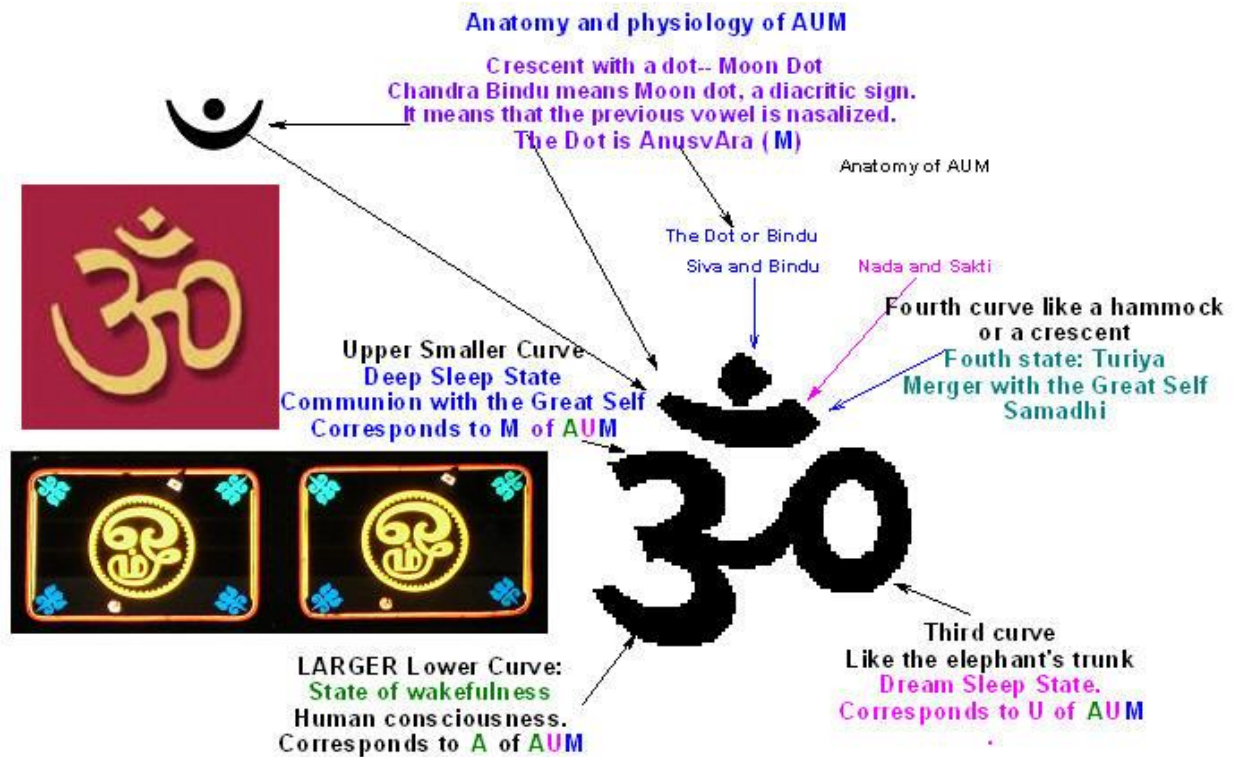 Anatomy and physiology of AUM
Crescent with a dot-- Moon Dot
Chandra Bindu means Moon dot, a diacritic sign.
It means that the previous vowel is nasalized.
The Dot is AnusvAra (M)
Anatomy of AUM
The Dot or Bindu
Siva and Bindu
Nada and Sakti
Fourth curve like a hammock
or a crescent
Fouth state: Turiya
Merger with the Great Self
Samadhi
Upper Smaller Curve
Deep Sleep State
Communion with the Great Self
Corresponds to M of AUM
ॐ
ॐ
ௐ
ௐ
Third curve
Like the elephant's trunk
Dream Sleep State.
Corresponds to U of AUM
.
LARGER Lower Curve:
State of wakefulness
Human consciousness.
Corresponds to A of AUM